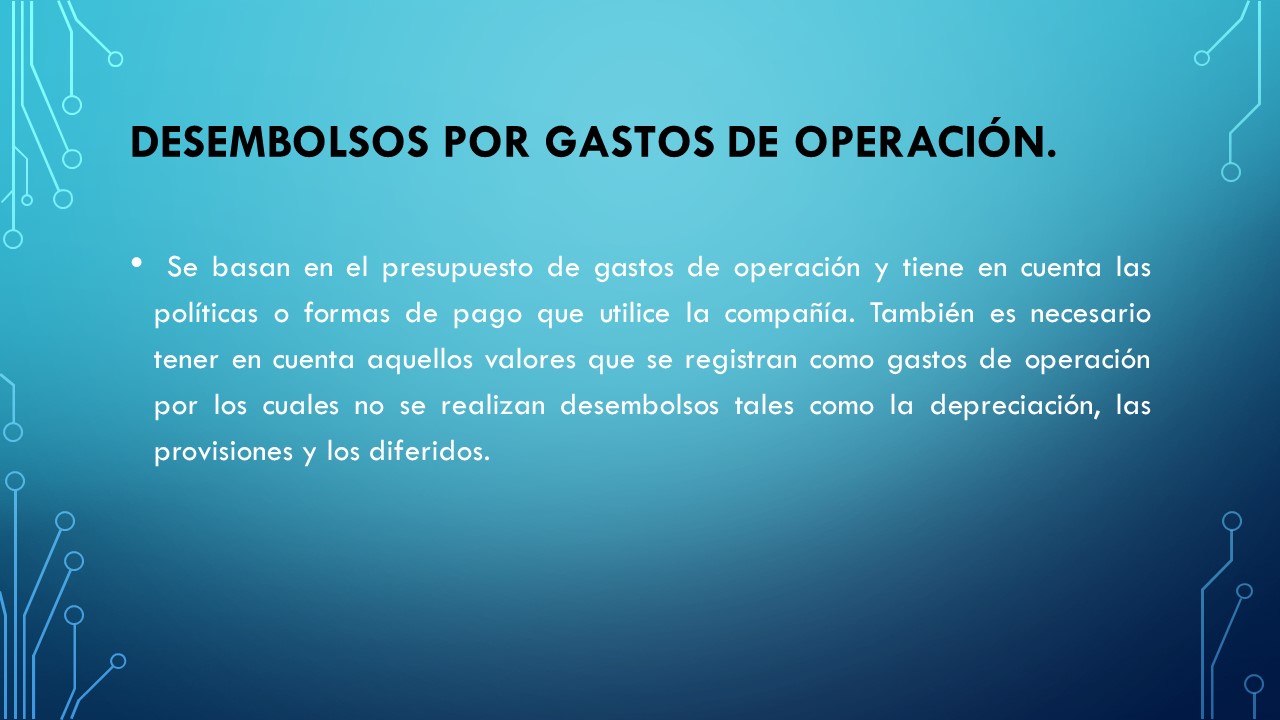 DESEMBOLSOS POR GASTOS DE OPERACIÓN.
• Se basan en el presupuesto de gastos de operación y tiene en cuenta las
políticas o formas de pago que utilice la compañía. También es necesario
tener en cuenta aquellos valores que se registran como gastos de operación
por los cuales no se realizan desembolsos tales como la depreciación, las
provisiones y los diferidos.